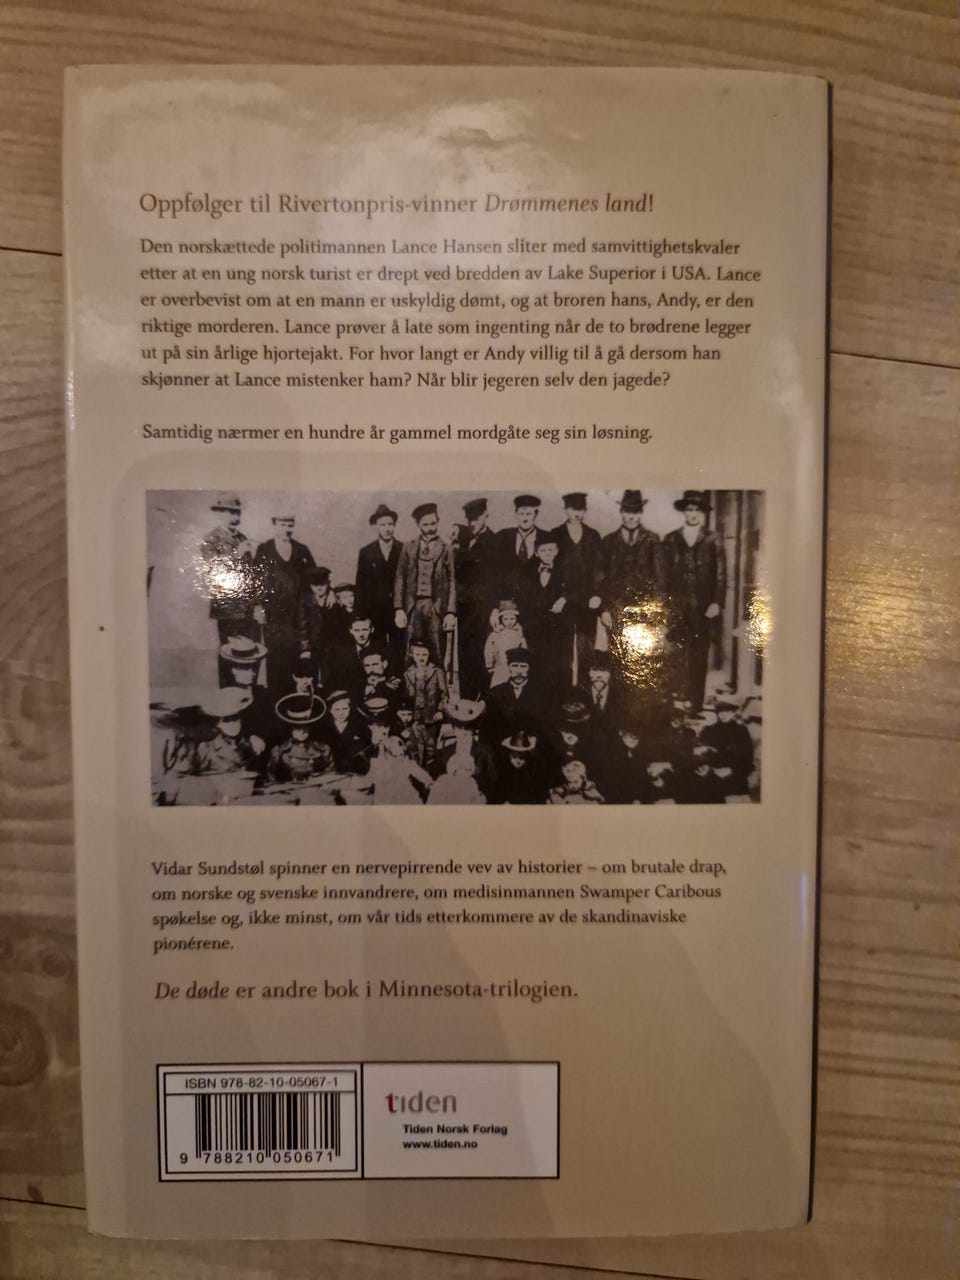 Oppfølger til Rivertonpris-vinner Drømmenes land!
Den norskættede politimannen Lance Hansen sliter med samvittighetskvaler
etter at en ung norsk turist er drept ved bredden av Lake Superior i USA. Lance
er overbevist om at en mann er uskyldig dømt, og at broren hans, Andy, er den
riktige morderen. Lance prøver å late som ingenting når de to brødrene legger
ut på sin årlige hjortejakt. For hvor langt er Andy villig til å gå dersom han
skjønner at Lance mistenker ham? Når blir jegeren selv den jagede?
Samtidig nærmer en hundre år gammel mordgåte seg sin løsning.
Vidar Sundstøl spinner en nervepirrende vev av historier – om brutale drap,
om norske og svenske innvandrere, om medisinmannen Swamper Caribous
spøkelse og, ikke minst, om vår tids etterkommere av de skandinaviske
pionérene.
De døde er andre bok i Minnesota-trilogien.
ISBN 978-82-10-05067-1
9 788210 050671
tiden
Tiden Norsk Forlag
www.tiden.no